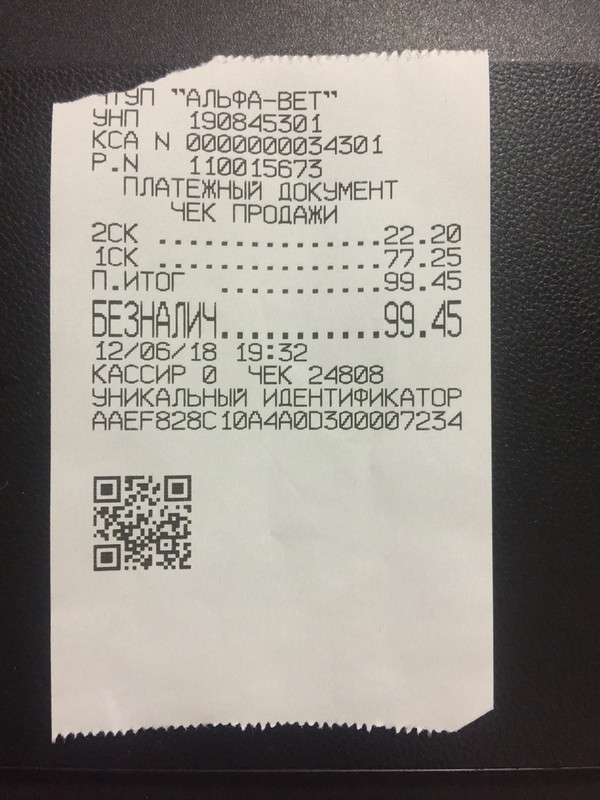 ЧТУП "АЛЬФА-ВЕТ"
УНП 190845301
КСА N 0000000034301
Р.N 110015673
ПЛАТЕЖНЫЙ ДОКУМЕНТ
ЧЕК ПРОДАЖИ
2СК ...............22.20
1СК ...............77.25
П.ИТОГ ...........99.45
БЕЗНАЛИЧ...........99.45
12/06/18 19:32
КАССИР 0 ЧЕК 24808
УНИКАЛЬНЫЙ ИДЕНТИФИКАТОР
AAEF828C10A4A0D300007234